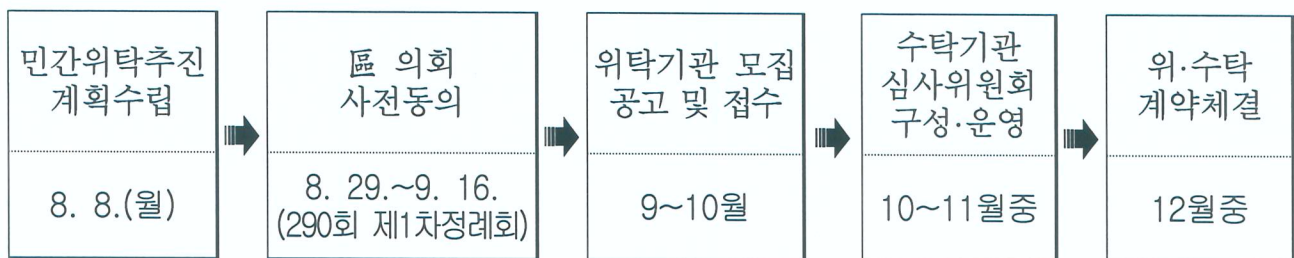 민간위탁추진
계획수립
8. 8.(월)
區 의회
사전동의
8. 29.~9. 16.
(290회 제1차정례회)
위탁기관 모집
공고 및 접수
9~10월
수탁기관
심사위원회
구성·운영
10~11월중
위·수탁
계약체결
12월중